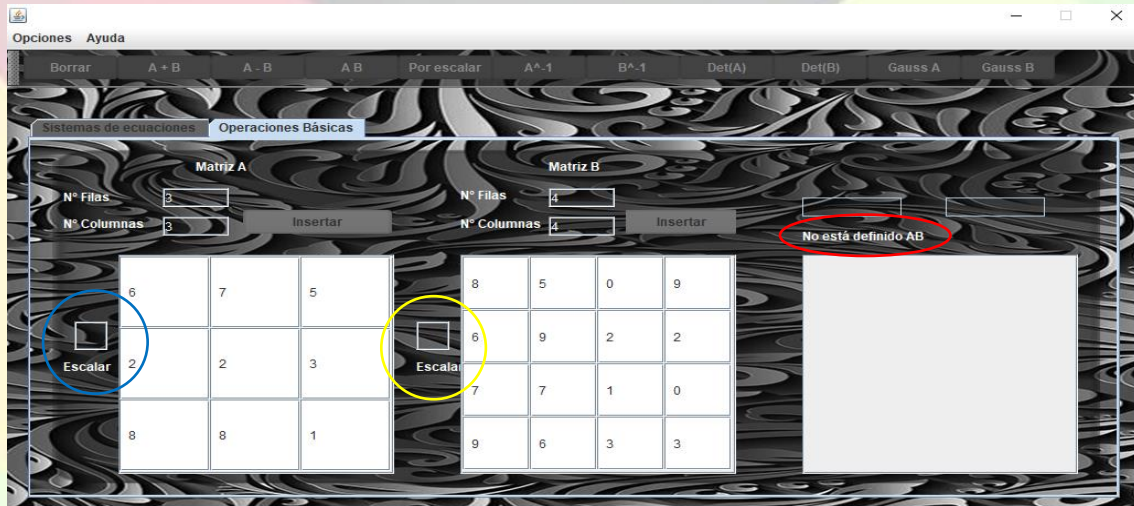 Opciones Ayuda
Borrar A + B A - B A B Por escalar A^-1 B^-1 Det(A) Det(B) Gauss A Gauss B
Sistemas de ecuaciones Operaciones Básicas
Matriz A Matriz B
Nº Filas 3 Nº Filas 4
Nº Columnas 3 Insertar Nº Columnas 4 Insertar
No está definido AB
6 7 5
2 2 3
8 8 1
Escalar
8 5 0 9
6 9 2 2
7 7 1 0
9 6 3 3
Escalar